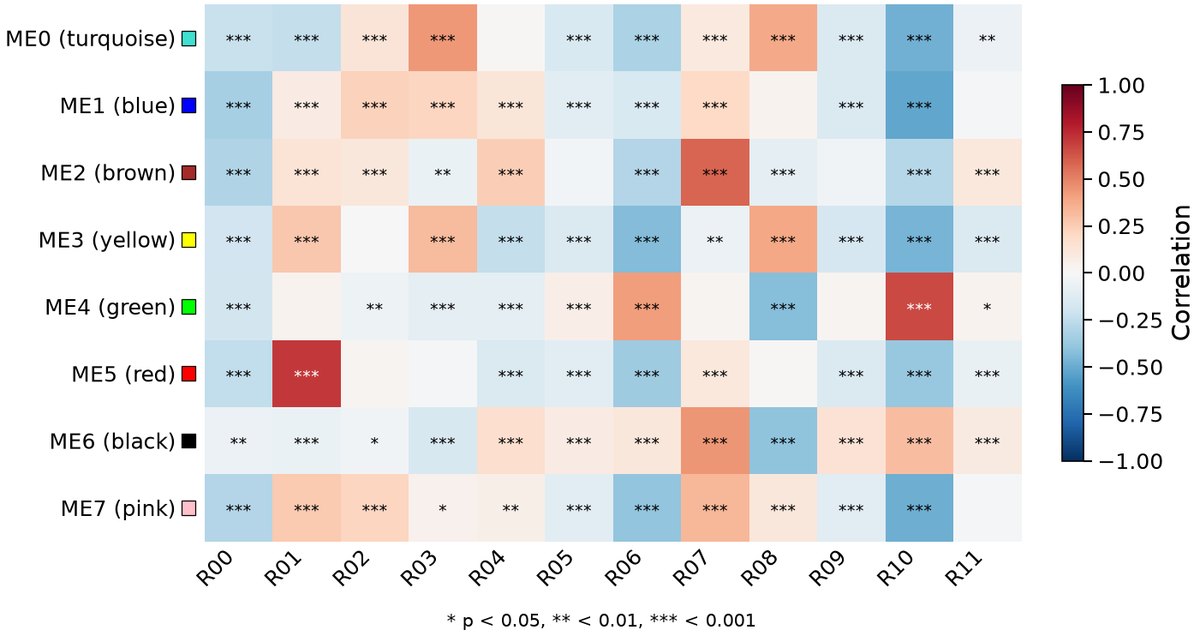 ME0 (turquoise) *** *** *** *** *** *** *** *** *** *** **
ME1 (blue) *** *** *** *** *** *** *** *** *** ***
ME2 (brown) *** *** *** ** *** *** *** *** *** ***
ME3 (yellow) *** *** *** *** *** *** ** *** *** *** ***
ME4 (green) *** ** *** *** *** *** *** *** *
ME5 (red) *** *** *** *** *** *** *** *** ***
ME6 (black) ** *** * *** *** *** *** *** *** *** *** ***
ME7 (pink) *** *** *** * ** *** *** *** *** *** ***
R00 R01 R02 R03 R04 R05 R06 R07 R08 R09 R10 R11
* p < 0.05, ** < 0.01, *** < 0.001
1.00
0.75
0.50
0.25
0.00
−0.25
−0.50
−0.75
−1.00
Correlation